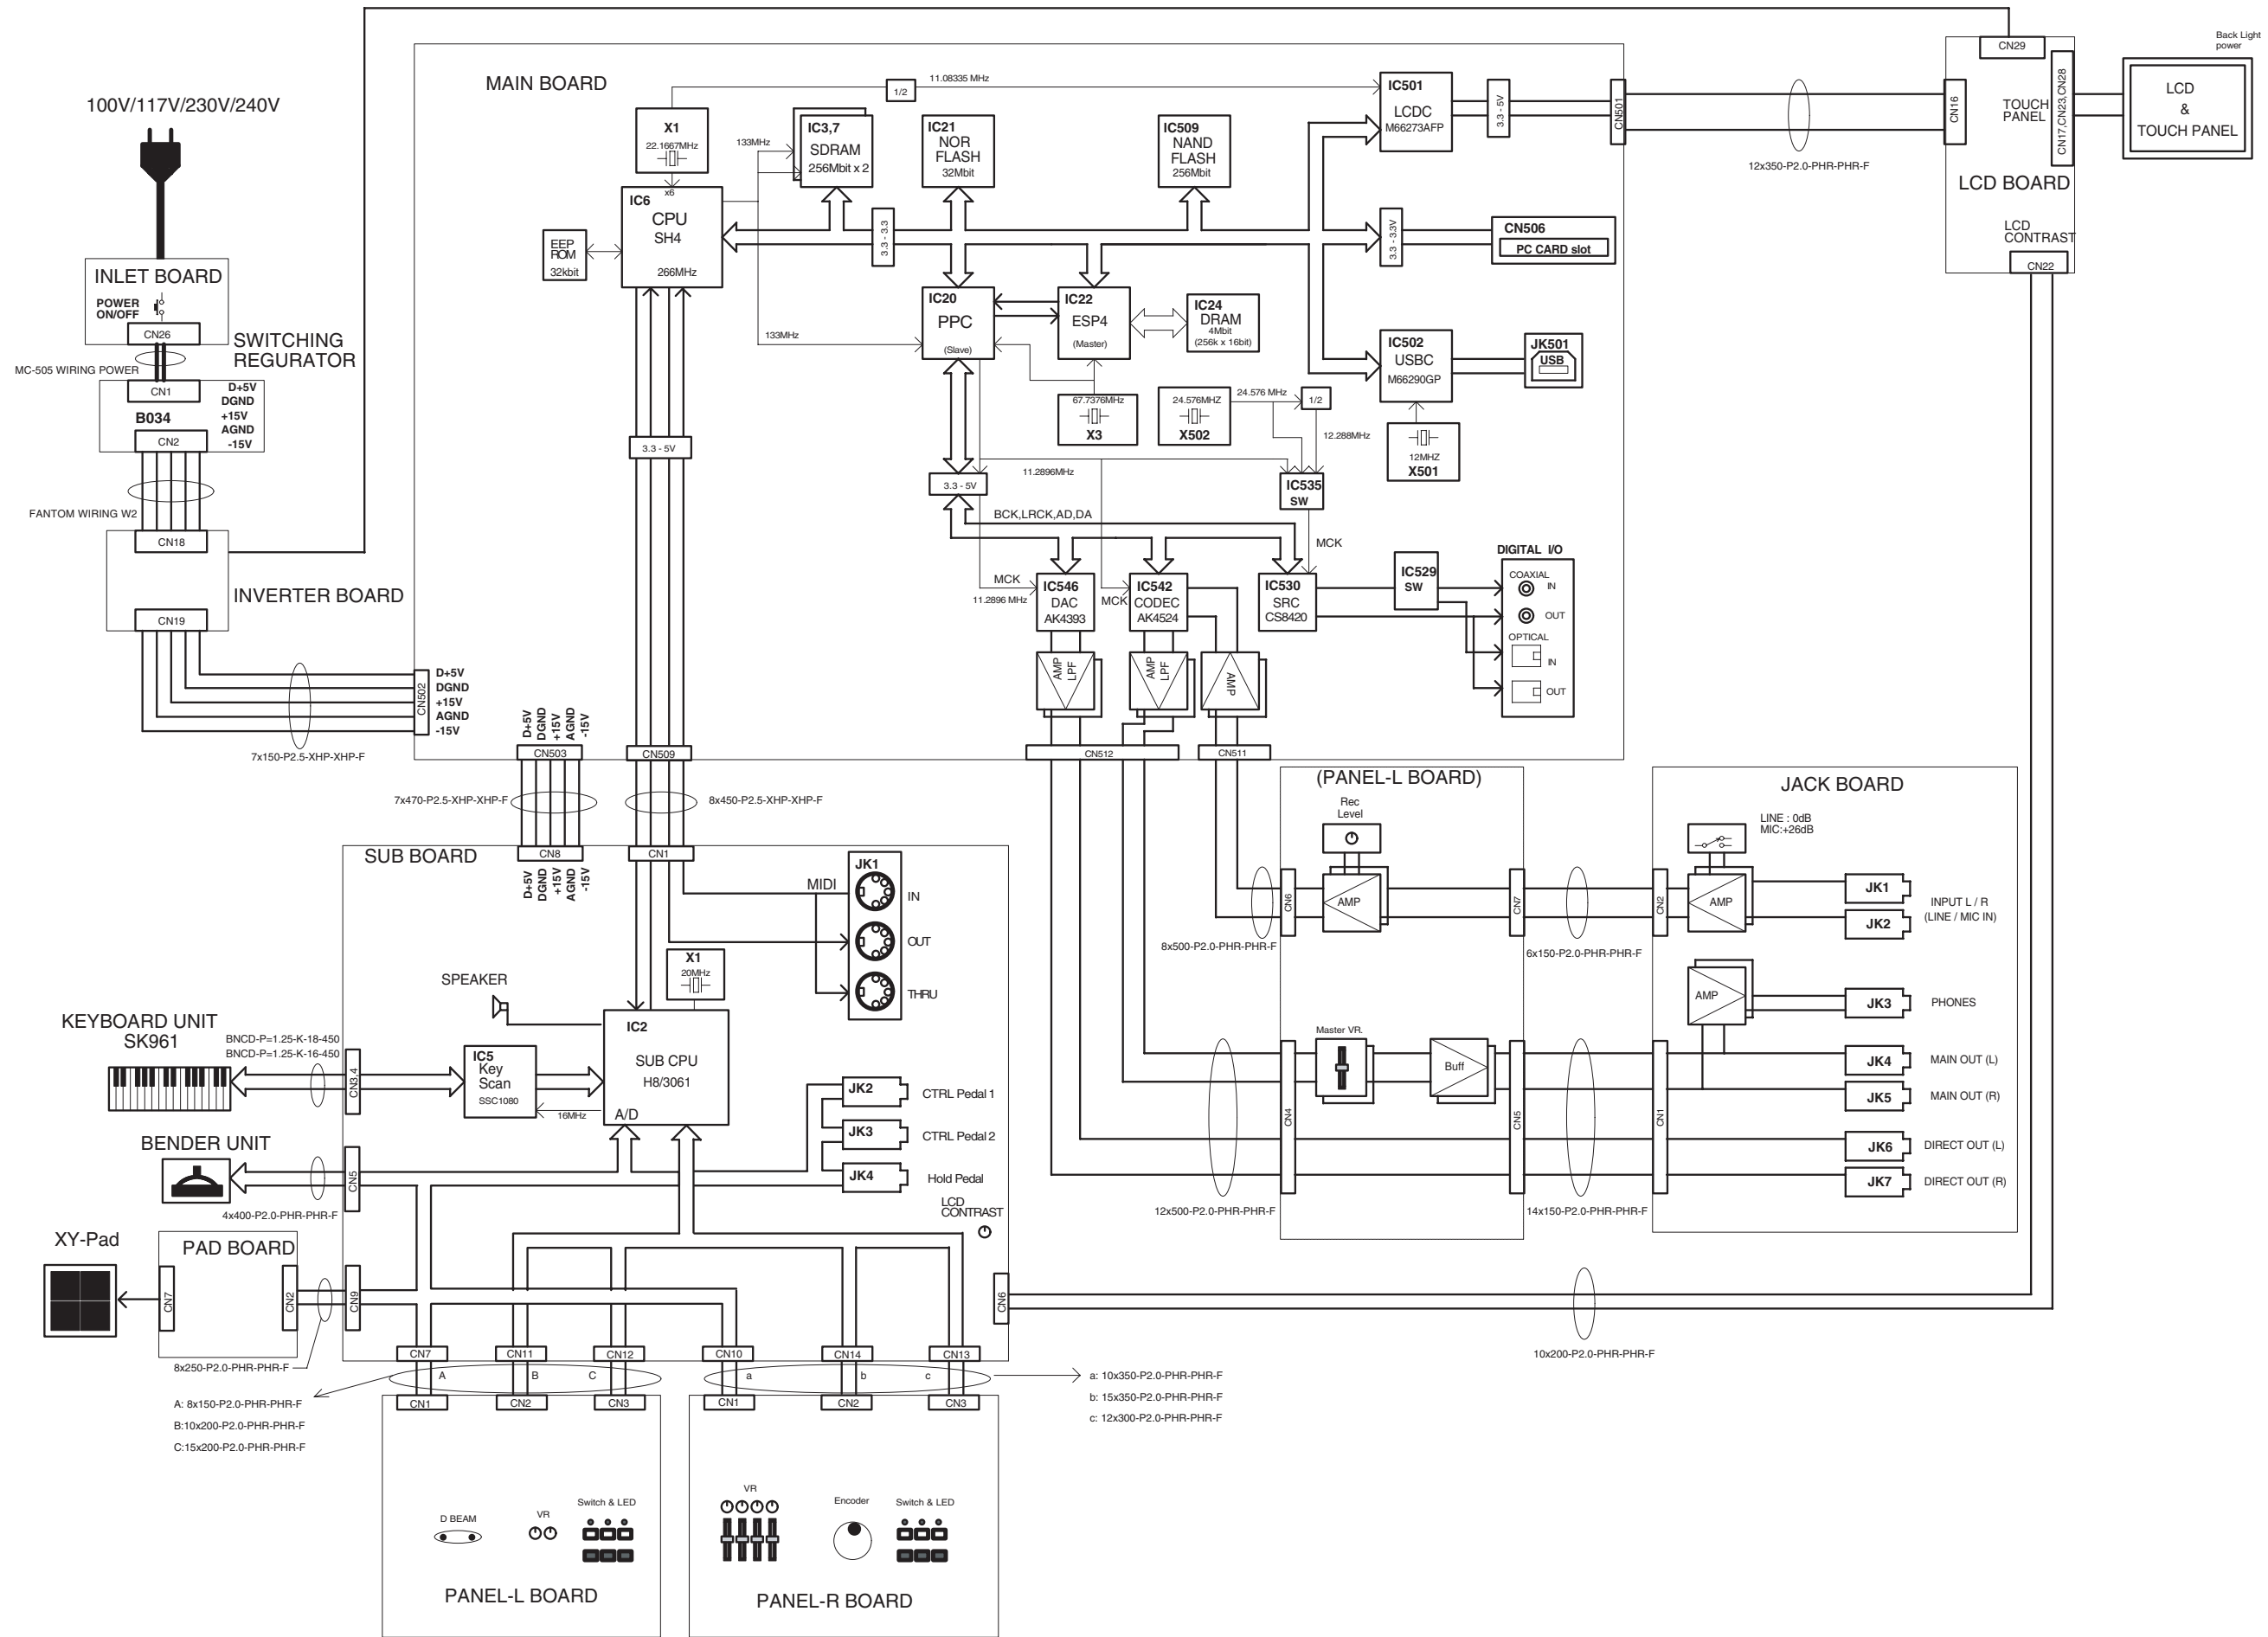 Back Light
power
CN29
MAIN BOARD
11.08335 MHz
1/2
IC501
LCDC
M66273AFP
3.3 - 5V
CN501
CN16
TOUCH
PANEL
CN17,CN23,CN28
LCD
&
TOUCH PANEL
100V/117V/230V/240V
X1
22.1667MHz
133MHz
IC3,7
SDRAM
256Mbit x 2
IC21
NOR
FLASH
32Mbit
IC509
NAND
FLASH
256Mbit
12x350-P2.0-PHR-PHR-F
LCD BOARD
x6
IC6
CPU
SH4
266MHz
EEP
ROM
32kbit
3.3 - 3.3
3.3 - 3.3V
CN506
PC CARD slot
LCD
CONTRAST
CN22
INLET BOARD
POWER
ON/OFF
CN26
SWITCHING
REGURATOR
MC-505 WIRING POWER
CN1
D+5V
DGND
+15V
AGND
-15V
B034
CN2
133MHz
IC20
PPC
(Slave)
IC22
ESP4
(Master)
IC24
DRAM
4Mbit
(256k x 16bit)
IC502
USBC
M66290GP
JK501
USB
67.7376MHz
X3
24.576MHZ
X502
24.576 MHz
1/2
12.288MHz
12MHZ
X501
3.3 - 5V
11.2896MHz
3.3 - 5V
IC535
SW
FANTOM WIRING W2
CN18
BCK,LRCK,AD,DA
MCK
INVERTER BOARD
CN19
MCK
11.2896 MHz
IC546
DAC
AK4393
MCK
IC542
CODEC
AK4524
IC530
SRC
CS8420
IC529
SW
DIGITAL I/O
COAXIAL
IN
OUT
OPTICAL
IN
OUT
AMP
LPF
AMP
LPF
AMP
CN502
D+5V
DGND
+15V
AGND
-15V
7x150-P2.5-XHP-XHP-F
D+5V
DGND
+15V
AGND
-15V
CN503
CN509
CN512
CN511
7x470-P2.5-XHP-XHP-F
8x450-P2.5-XHP-XHP-F
(PANEL-L BOARD)
Rec
Level
JACK BOARD
LINE : 0dB
MIC:+26dB
SUB BOARD
CN8
CN1
D+5V
DGND
+15V
AGND
-15V
JK1
MIDI
IN
OUT
THRU
CN6
AMP
CN7
CN2
AMP
JK1
JK2
INPUT L / R
(LINE / MIC IN)
8x500-P2.0-PHR-PHR-F
6x150-P2.0-PHR-PHR-F
X1
20MHz
SPEAKER
AMP
JK3
PHONES
KEYBOARD UNIT
SK961
BNCD-P=1.25-K-18-450
BNCD-P=1.25-K-16-450
CN3,4
IC5
Key
Scan
SSC1080
16MHz
IC2
SUB CPU
H8/3061
A/D
Master VR.
Buff
CN4
CN5
CN1
JK4
MAIN OUT (L)
JK5
MAIN OUT (R)
JK6
DIRECT OUT (L)
JK7
DIRECT OUT (R)
JK2
CTRL Pedal 1
JK3
CTRL Pedal 2
JK4
Hold Pedal
BENDER UNIT
CN5
4x400-P2.0-PHR-PHR-F
12x500-P2.0-PHR-PHR-F
14x150-P2.0-PHR-PHR-F
LCD
CONTRAST
XY-Pad
PAD BOARD
CN7
CN2
CN9
CN6
8x250-P2.0-PHR-PHR-F
10x200-P2.0-PHR-PHR-F
CN7
CN11
CN12
CN10
CN14
CN13
A
B
C
a
b
c
CN1
CN2
CN3
CN1
CN2
CN3
A: 8x150-P2.0-PHR-PHR-F
B:10x200-P2.0-PHR-PHR-F
C:15x200-P2.0-PHR-PHR-F
a: 10x350-P2.0-PHR-PHR-F
b: 15x350-P2.0-PHR-PHR-F
c: 12x300-P2.0-PHR-PHR-F
D BEAM
VR
Switch & LED
VR
Encoder
Switch & LED
PANEL-L BOARD
PANEL-R BOARD